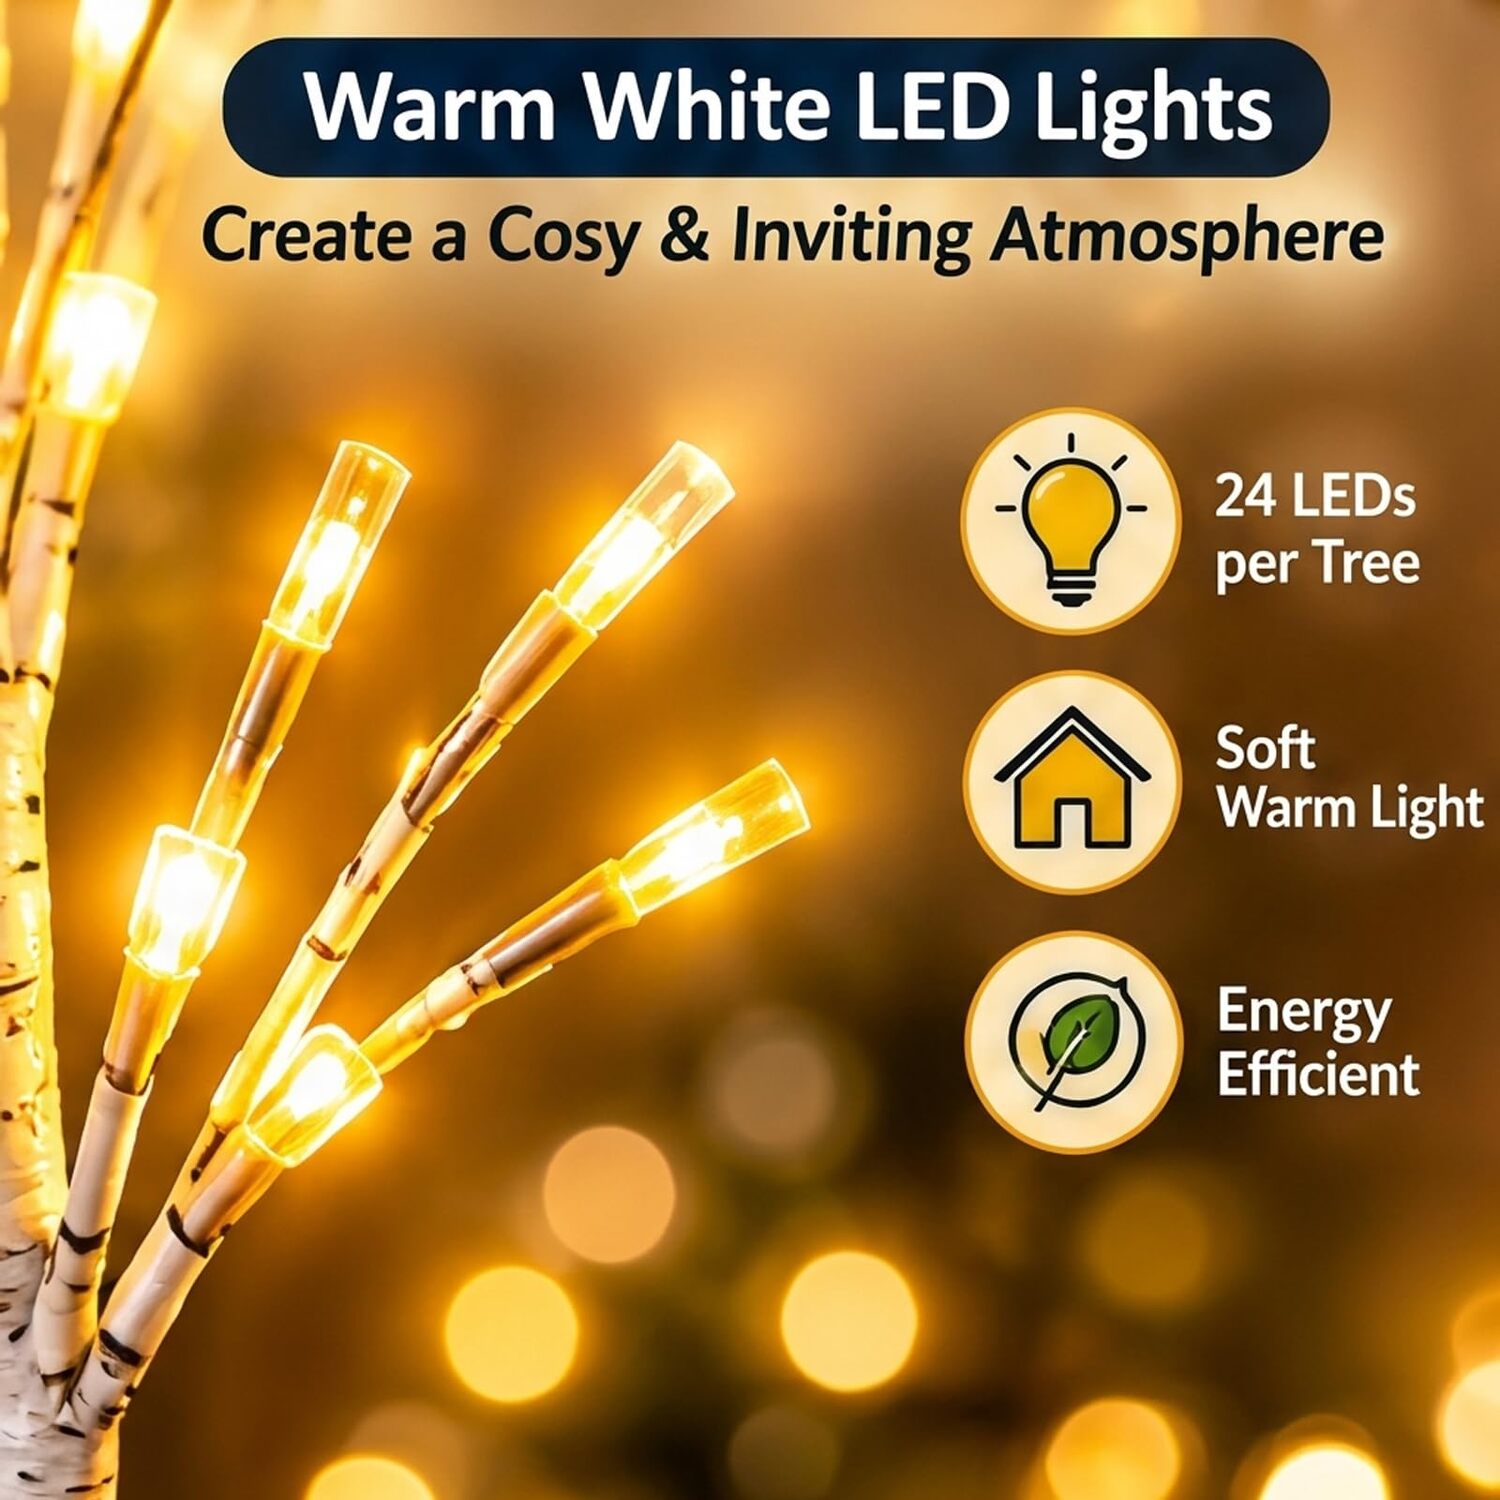 Warm White LED Lights
Create a Cosy & Inviting Atmosphere
24 LEDs
per Tree
Soft
Warm Light
Energy
Efficient